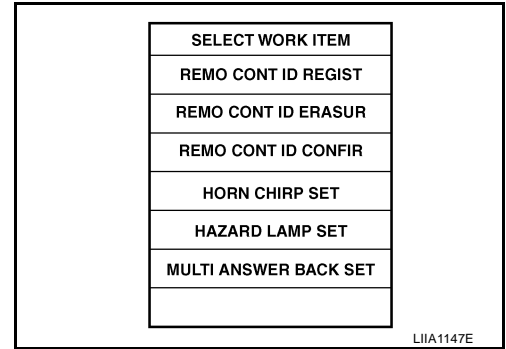 SELECT WORK ITEM
REMO CONT ID REGIST
REMO CONT ID ERASUR
REMO CONT ID CONFIR
HORN CHIRP SET
HAZARD LAMP SET
MULTI ANSWER BACK SET
LIIA1147E